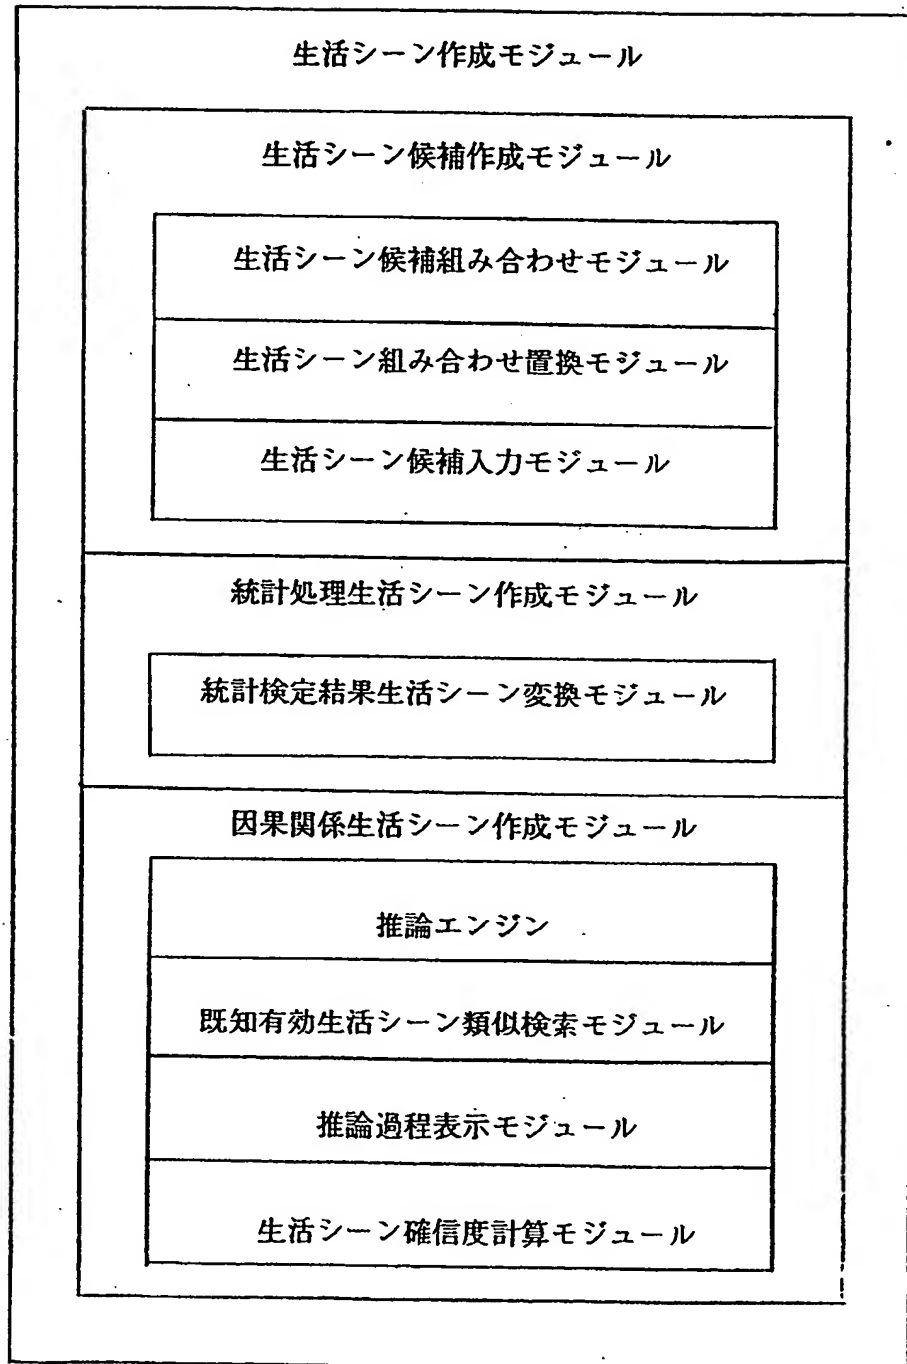 生活シーン作成モジュール
生活シーン候補作成モジュール
生活シーン候補組み合わせモジュール
生活シーン組み合わせ置換モジュール
生活シーン候補入力モジュール
統計処理生活シーン作成モジュール
統計検定結果生活シーン変換モジュール
因果関係生活シーン作成モジュール
推論エンジン
既知有効生活シーン類似検索モジュール
推論過程表示モジュール
生活シーン確信度計算モジュール